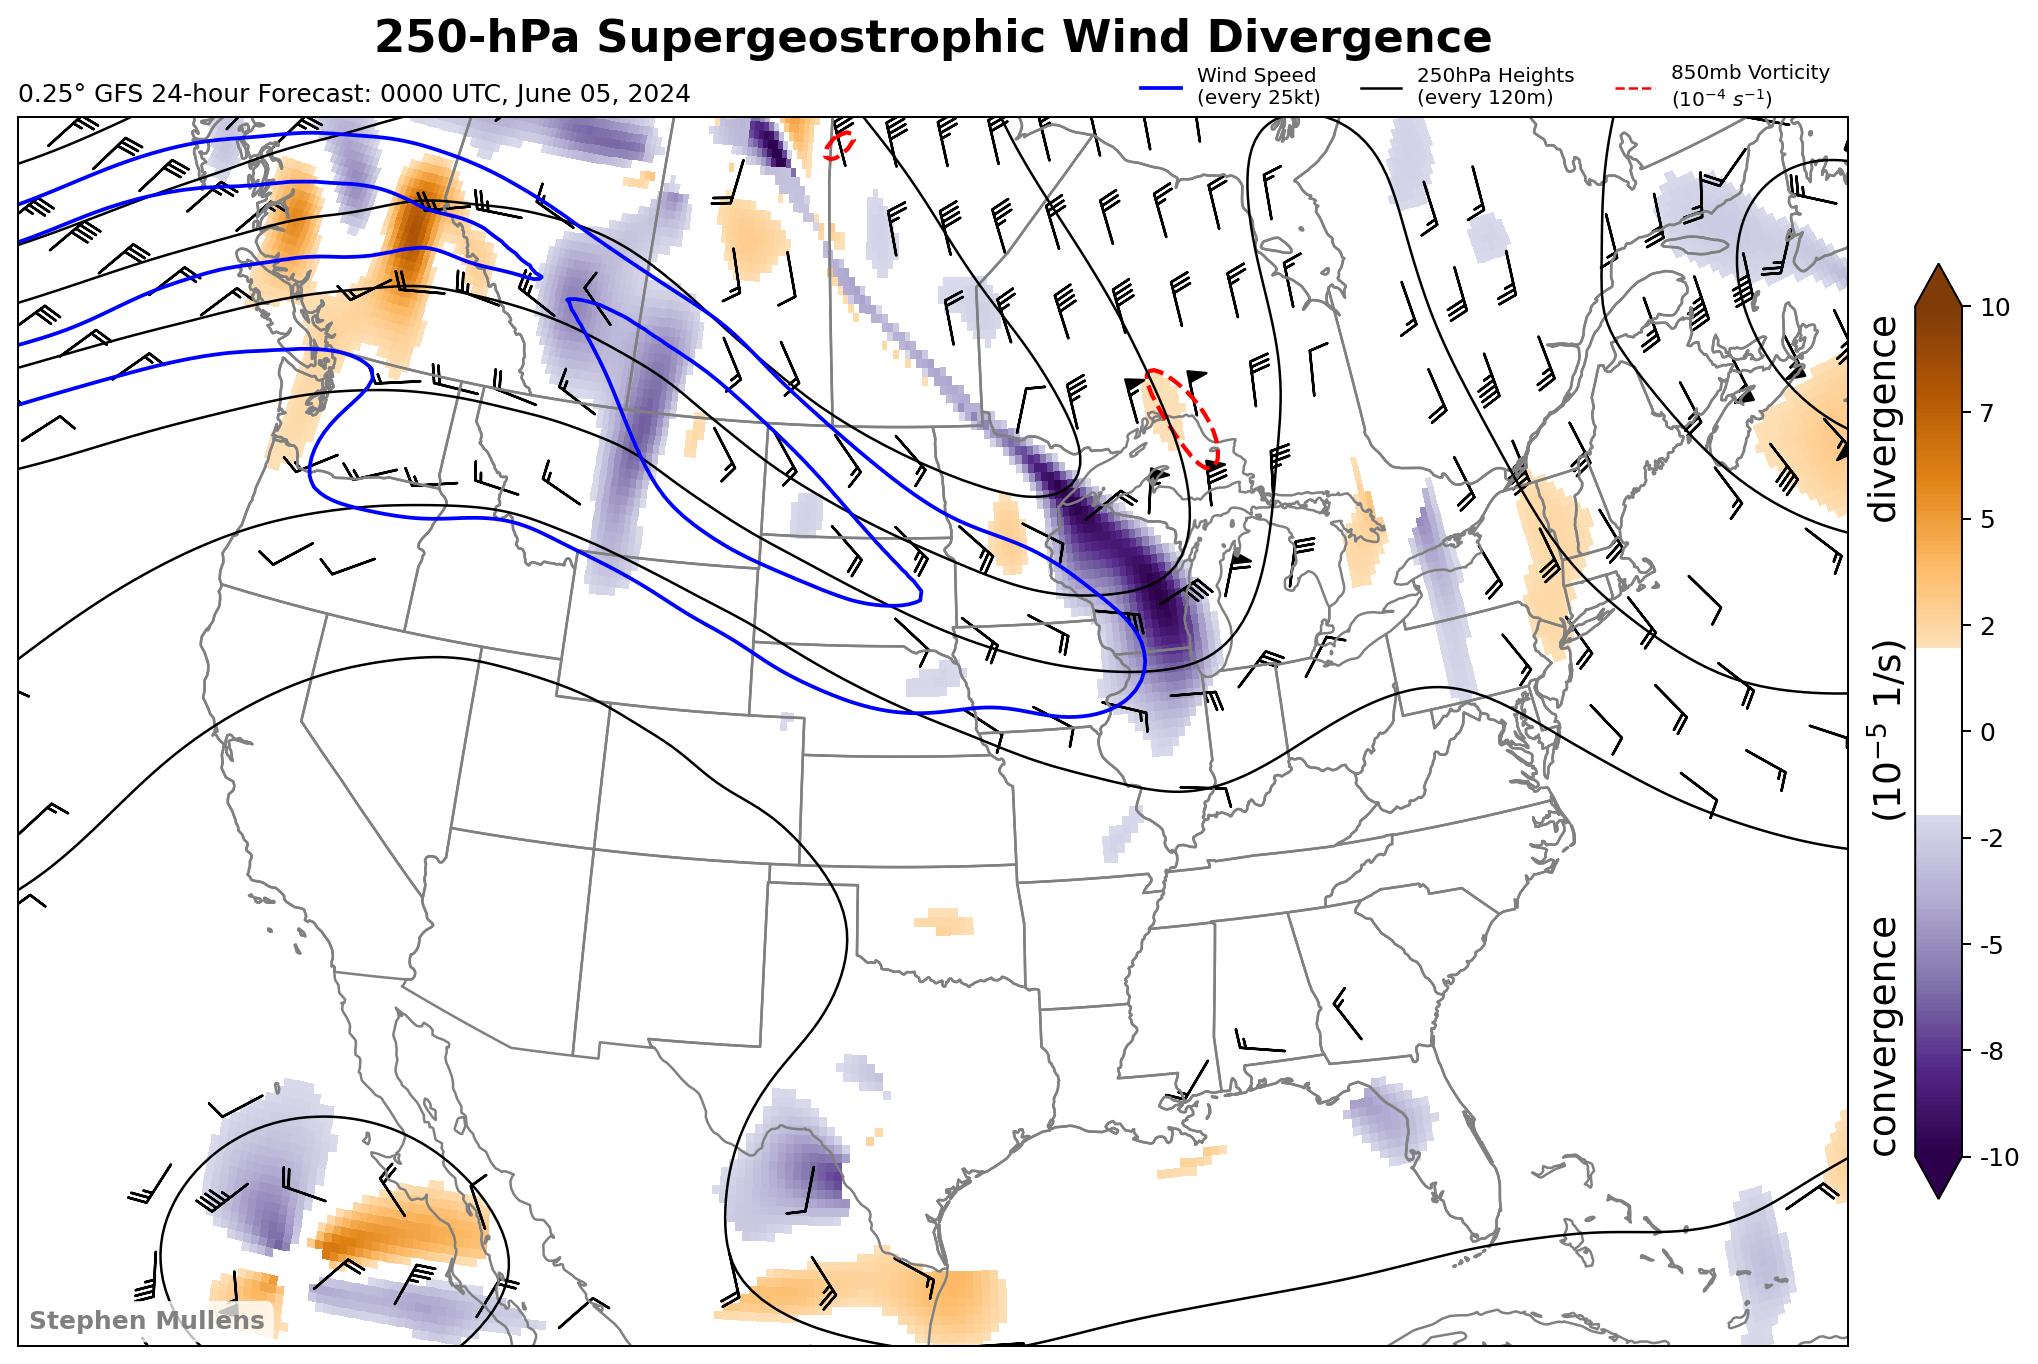 250-hPa Supergeostrophic Wind Divergence
0.25° GFS 24-hour Forecast: 0000 UTC, June 05, 2024
Wind Speed
(every 25kt)
250hPa Heights
(every 120m)
850mb Vorticity
(10⁻⁴ s⁻¹)
10
7
5
2
0
-2
-5
-8
-10
convergence (10⁻⁵ 1/s) divergence
Stephen Mullens